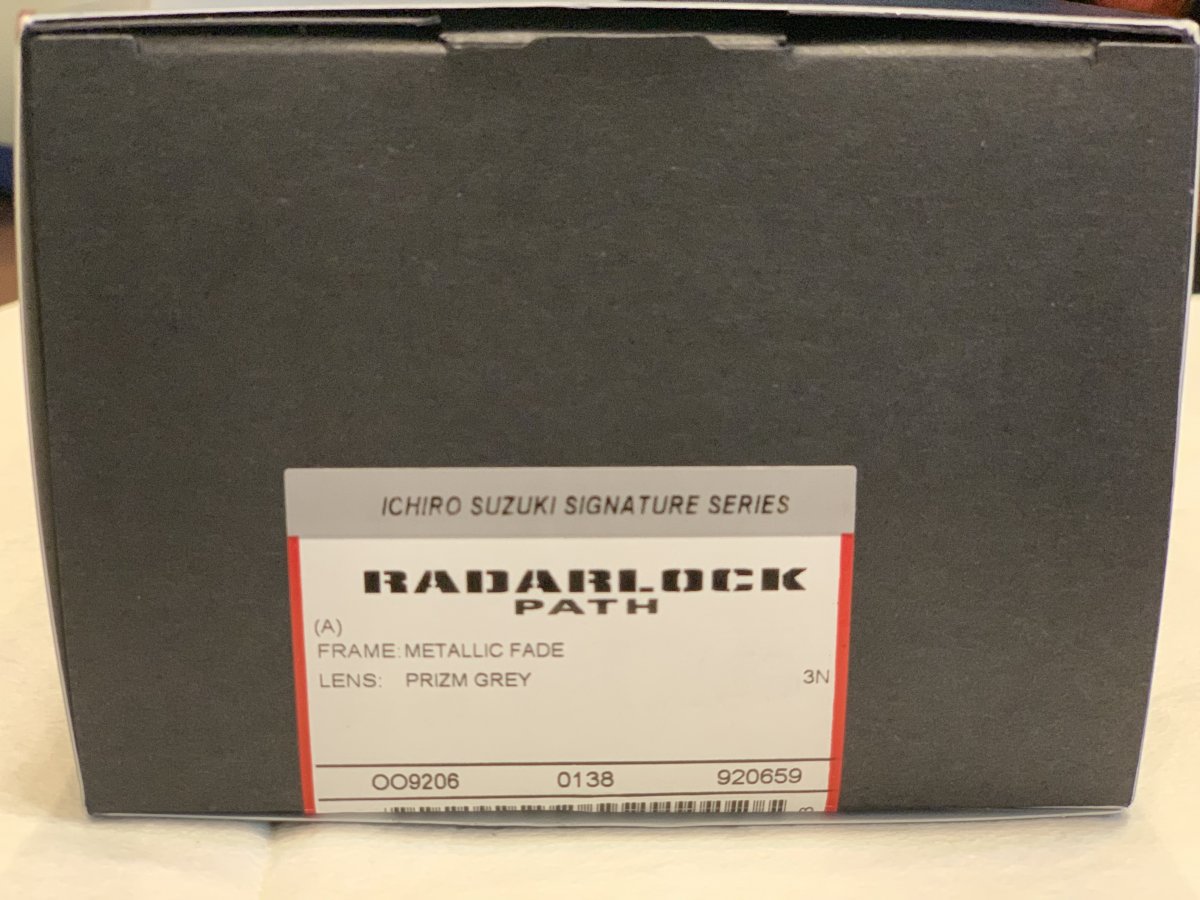 ICHIRO SUZUKI SIGNATURE SERIES
RADARLOCK
PATH
(A)
FRAME: METALLIC FADE
LENS: PRIZM GREY 3N
OO9206 0138 920659